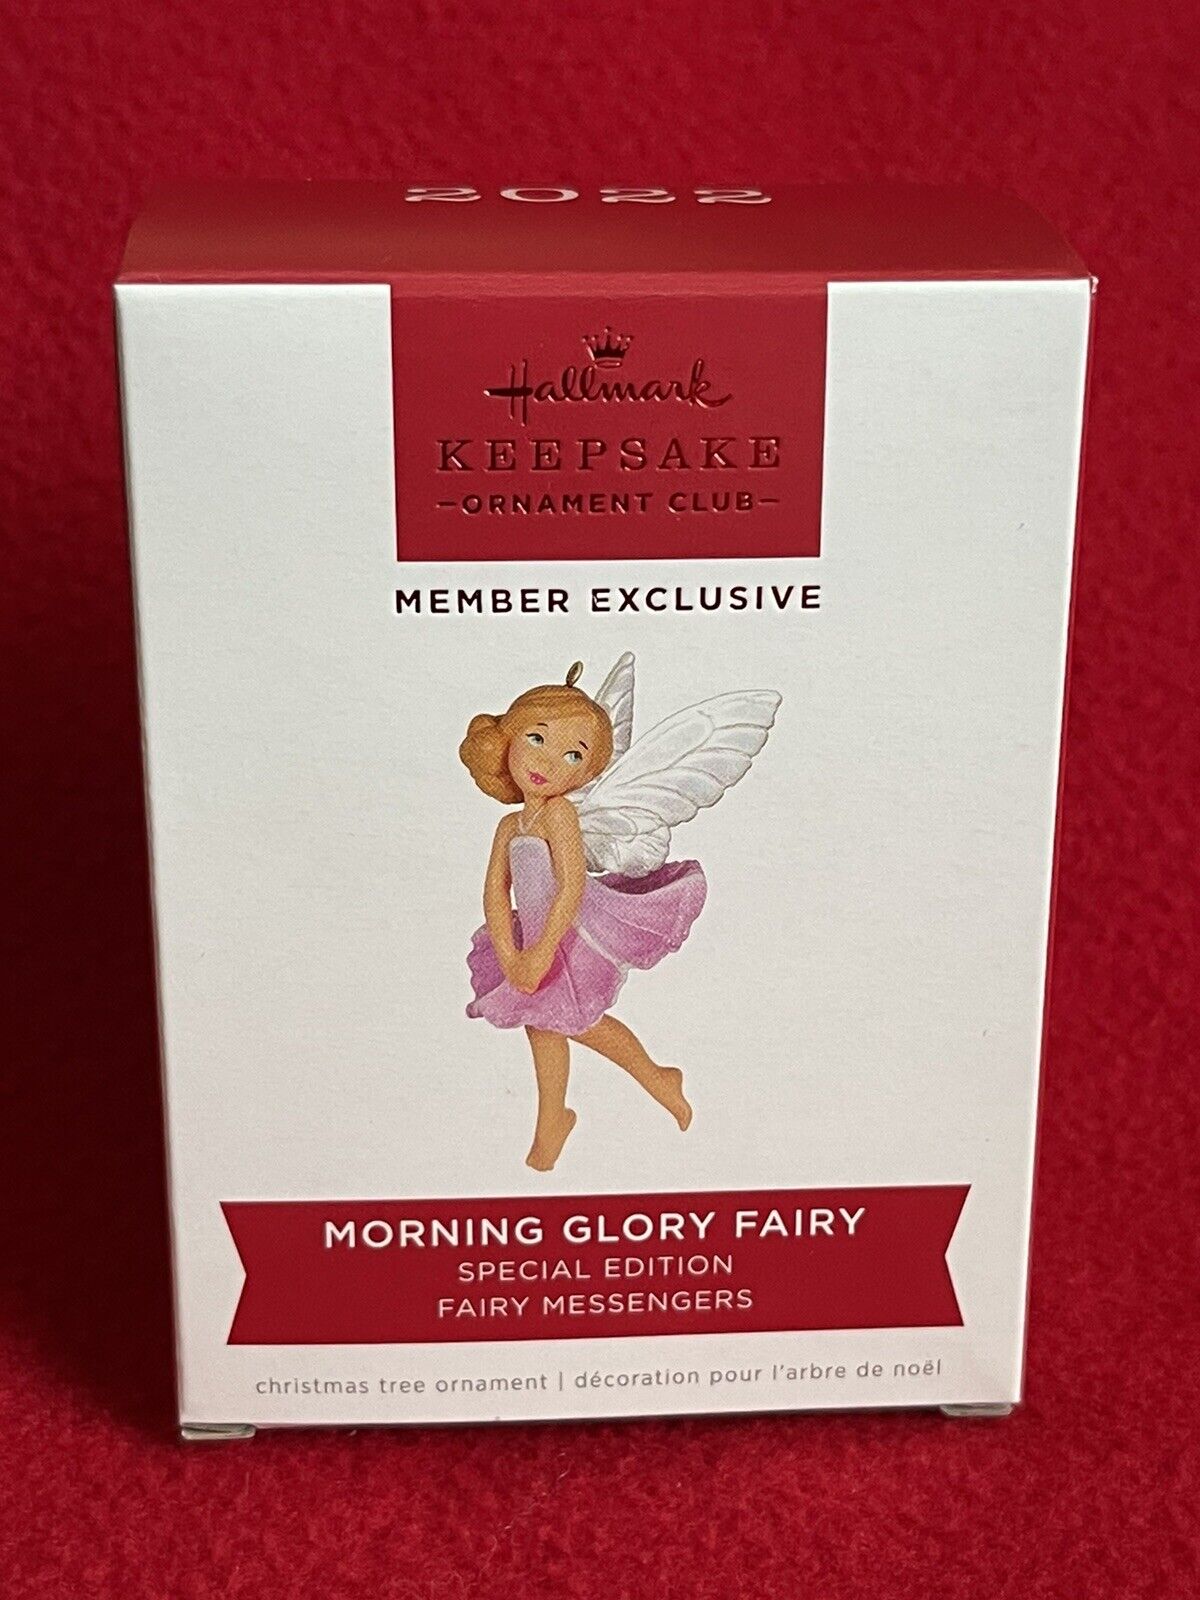 2022
Hallmark
KEEPSAKE
–ORNAMENT CLUB–
MEMBER EXCLUSIVE
MORNING GLORY FAIRY
SPECIAL EDITION
FAIRY MESSENGERS
christmas tree ornament | décoration pour l'arbre de noël